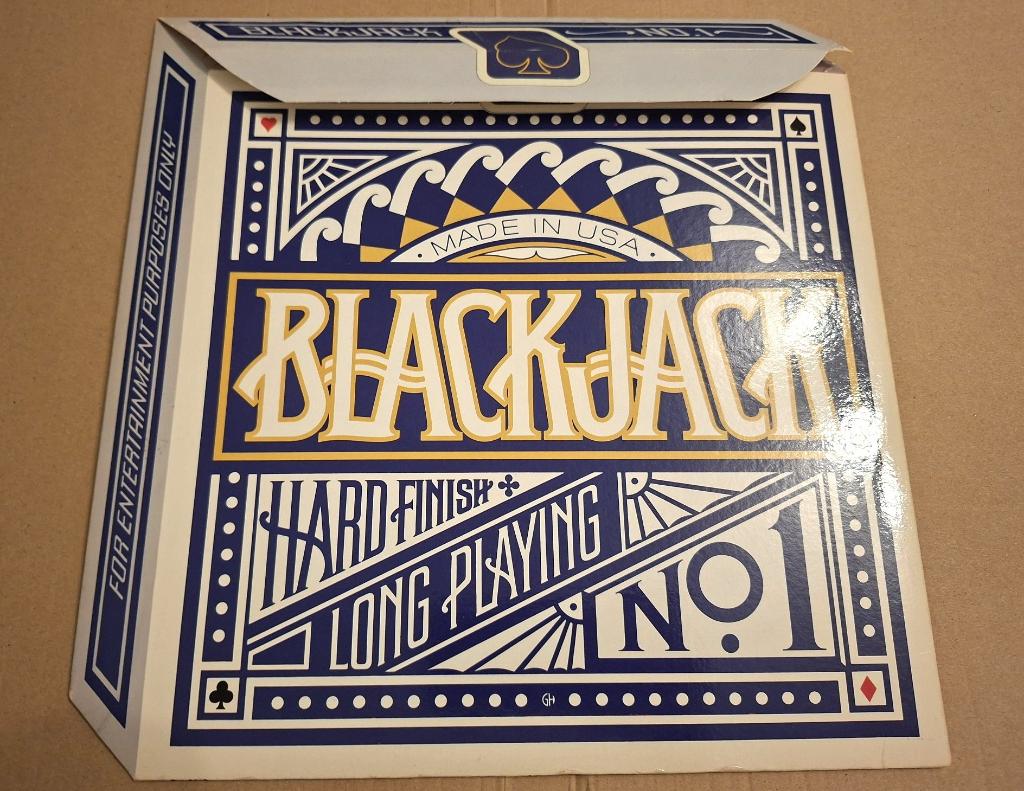 BLACKJACK NO.1
FOR ENTERTAINMENT PURPOSES ONLY
· MADE IN USA ·
BLACKJACK
HARD FINISH
LONG PLAYING
No. 1
GH